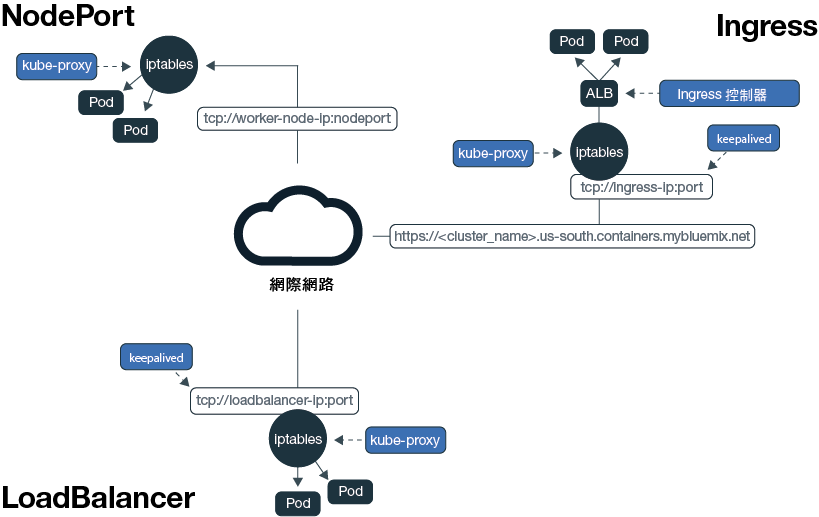 NodePort
kube-proxy
iptables
Pod
Pod
tcp://worker-node-ip:nodeport
Ingress
Pod
Pod
ALB
Ingress 控制器
keepalived
kube-proxy
iptables
tcp://ingress-ip:port
https://<cluster_name>.us-south.containers.mybluemix.net
網際網路
keepalived
tcp://loadbalancer-ip:port
iptables
kube-proxy
Pod
Pod
LoadBalancer